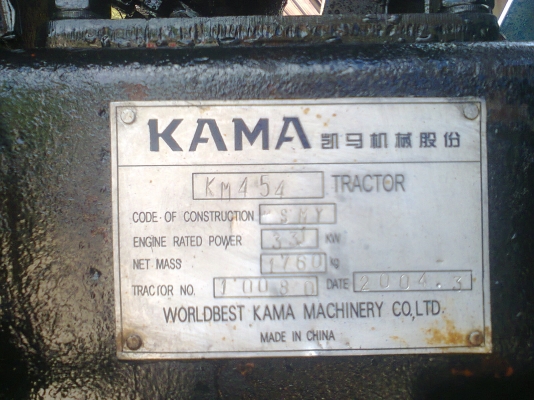 KAMA 凯马机械股份
KM454 TRACTOR
CODE OF CONSTRUCTION SMY
ENGINE RATED POWER 33 KW
NET MASS 1760 kg
TRACTOR NO. DATE 2004.3
WORLDBEST KAMA MACHINERY CO,LTD.
MADE IN CHINA